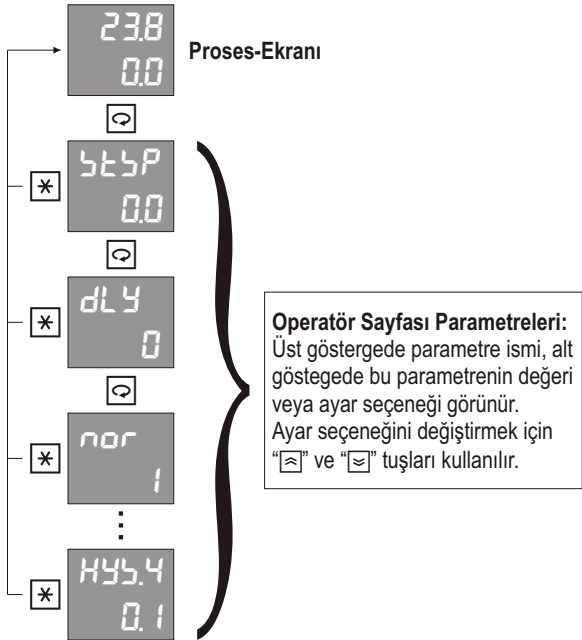 23.8
0.0
Proses-Ekranı
StSP
0.0
dLY
0
Operatör Sayfası Parametreleri:
Üst göstergede parametre ismi, alt
göstegede bu parametrenin değeri
veya ayar seçeneği görünür.
Ayar seçeneğini değiştirmek için
“” ve “” tuşları kullanılır.
nor
1
HYS.4
0.1